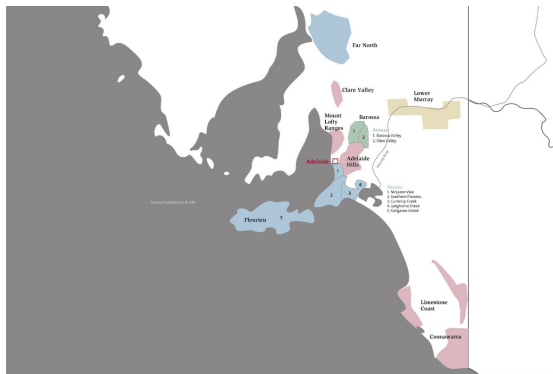 Far North
Clare Valley
Lower
Murray
Mount
Lofty
Ranges
Barossa
1
2
Barossa
1. Barossa Valley
2. Eden Valley
Adelaide
Adelaide
Hills
1
2
3
4
Fleurieu
1. McLaren Vale
2. Southern Fleurieu
3. Currency Creek
4. Langhorne Creek
5. Kangaroo Island
Fleurieu
5
Limestone
Coast
Coonawarra